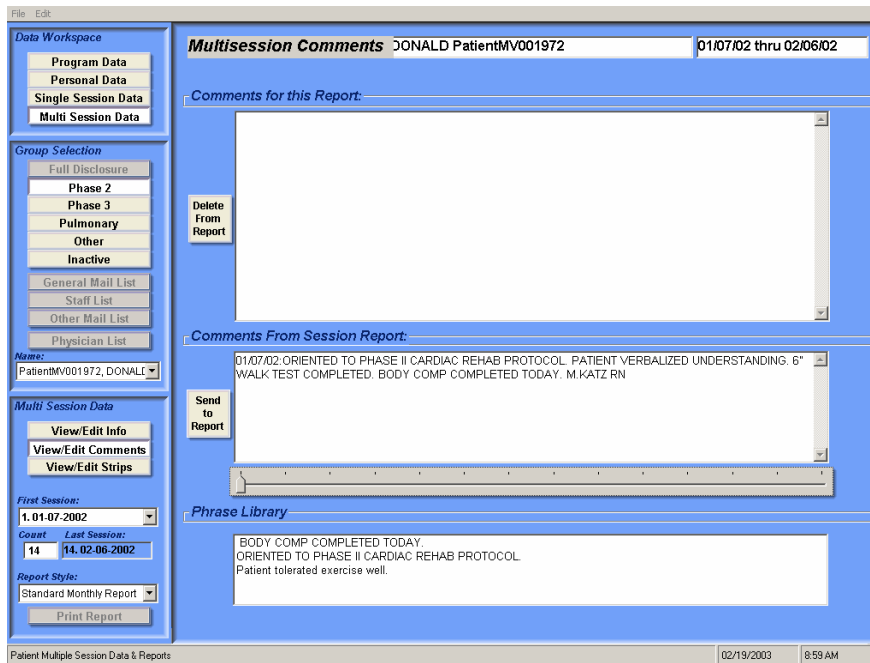 File Edit
Data Workspace
Program Data
Personal Data
Single Session Data
Multi Session Data
Group Selection
Full Disclosure
Phase 2
Phase 3
Pulmonary
Other
Inactive
General Mail List
Staff List
Other Mail List
Physician List
Name:
PatientMV001972, DONALD
Multi Session Data
View/Edit Info
View/Edit Comments
View/Edit Strips
First Session:
1. 01-07-2002
Count Last Session:
14 14. 02-06-2002
Report Style:
Standard Monthly Report
Print Report
Multisession Comments DONALD PatientMV001972 01/07/02 thru 02/06/02
Comments for this Report:
Delete
From
Report
Comments From Session Report:
01/07/02:ORIENTED TO PHASE II CARDIAC REHAB PROTOCOL. PATIENT VERBALIZED UNDERSTANDING. 6"
WALK TEST COMPLETED. BODY COMP COMPLETED TODAY. M.KATZ RN
Send
to
Report
Phrase Library
BODY COMP COMPLETED TODAY.
ORIENTED TO PHASE II CARDIAC REHAB PROTOCOL.
Patient tolerated exercise well.
Patient Multiple Session Data & Reports 02/19/2003 8:59 AM